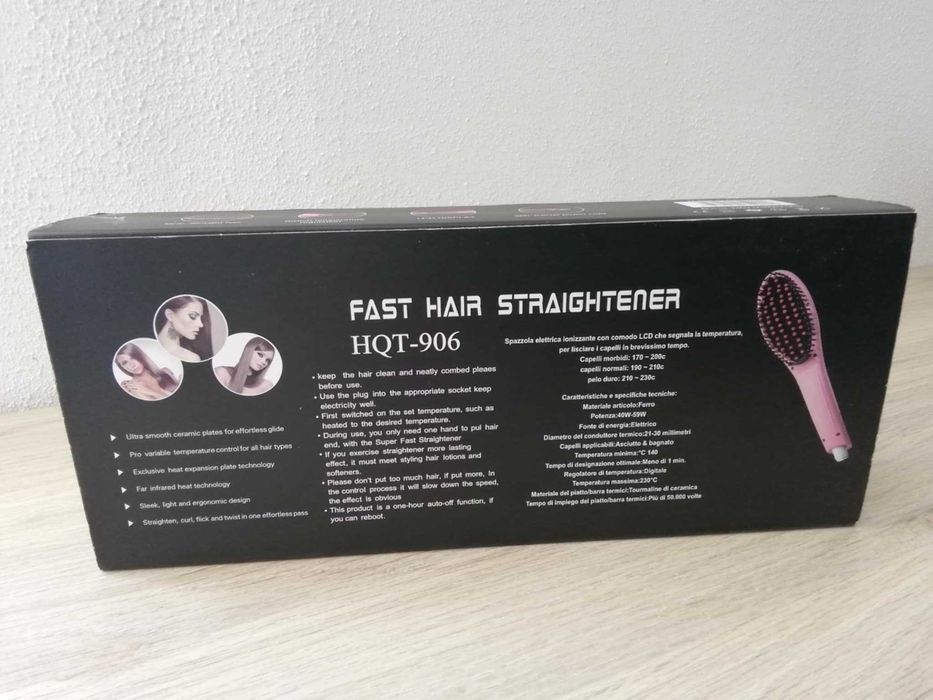 FAST HAIR STRAIGHTENER
HQT-906
Ultra smooth ceramic plates for effortless glide
Pro variable temperature control for all hair types
Exclusive heat expansion plate technology
Far infrared heat technology
Sleek, light and ergonomic design
Straighten, curl, flick and twist in one effortless pass
• keep the hair clean and neatly combed pleaes
before use.
• Use the plug into the appropriate socket keep
electricity well.
• First switched on the set temperature, such as
heated to the desired temperature.
• During use, you only need one hand to pul hair
end, with the Super Fast Straightener
• If you exercise straightener more lasting
effect, it must meet styling hair lotions and
softeners.
• Please don't put too much hair, if put more, In
the control process it will slow down the speed,
the effect is obvious
• This product is a one-hour auto-off function, if
you can reboot.
Spazzola elettrica ionizzante con comodo LCD che segnala la temperatura,
per lisciare i capelli in brevissimo tempo.
Capelli morbidi: 170 ~ 200c
capelli normali: 190 ~ 210c
pelo duro: 210 ~ 230c
Caratteristiche e specifiche tecniche:
Materiale articolo:Ferro
Potenza:40W-59W
Fonte di energia:Elettrico
Diametro del conduttore termico:21-30 millimetri
Capelli applicabili:Asciutto & bagnato
Temperatura minima:°C 140
Tempo di designazione ottimale:Meno di 1 min.
Regolatore di temperatura:Digitale
Temperatura massima:230°C
Materiale del piatto/barra termici:Tourmaline di ceramica
Tempo di impiego del piatto/barra termici:Più di 50.000 volte